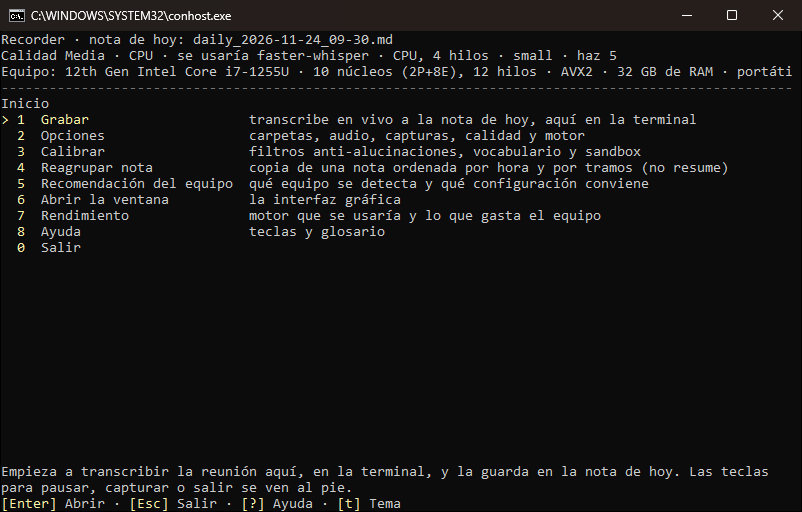 C:\WINDOWS\SYSTEM32\conhost.exe
Recorder · nota de hoy: daily_2026-11-24_09-30.md
Calidad Media · CPU · se usaría faster-whisper · CPU, 4 hilos · small · haz 5
Equipo: 12th Gen Intel Core i7-1255U · 10 núcleos (2P+8E), 12 hilos · AVX2 · 32 GB de RAM · portáti
---------------------------------------------------------------------------------------------------
Inicio
> 1  Grabar                    transcribe en vivo a la nota de hoy, aquí en la terminal
  2  Opciones                  carpetas, audio, capturas, calidad y motor
  3  Calibrar                  filtros anti-alucinaciones, vocabulario y sandbox
  4  Reagrupar nota            copia de una nota ordenada por hora y por tramos (no resume)
  5  Recomendación del equipo  qué equipo se detecta y qué configuración conviene
  6  Abrir la ventana          la interfaz gráfica
  7  Rendimiento               motor que se usaría y lo que gasta el equipo
  8  Ayuda                     teclas y glosario
  0  Salir
Empieza a transcribir la reunión aquí, en la terminal, y la guarda en la nota de hoy. Las teclas
para pausar, capturar o salir se ven al pie.
[Enter] Abrir · [Esc] Salir · [?] Ayuda · [t] Tema